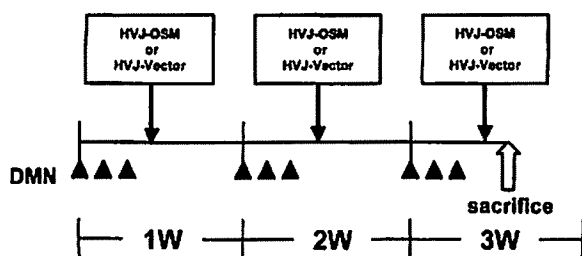 HVJ-OSM
or
HVJ-Vector
HVJ-OSM
or
HVJ-Vector
HVJ-OSM
or
HVJ-Vector
DMN
sacrifice
1W
2W
3W